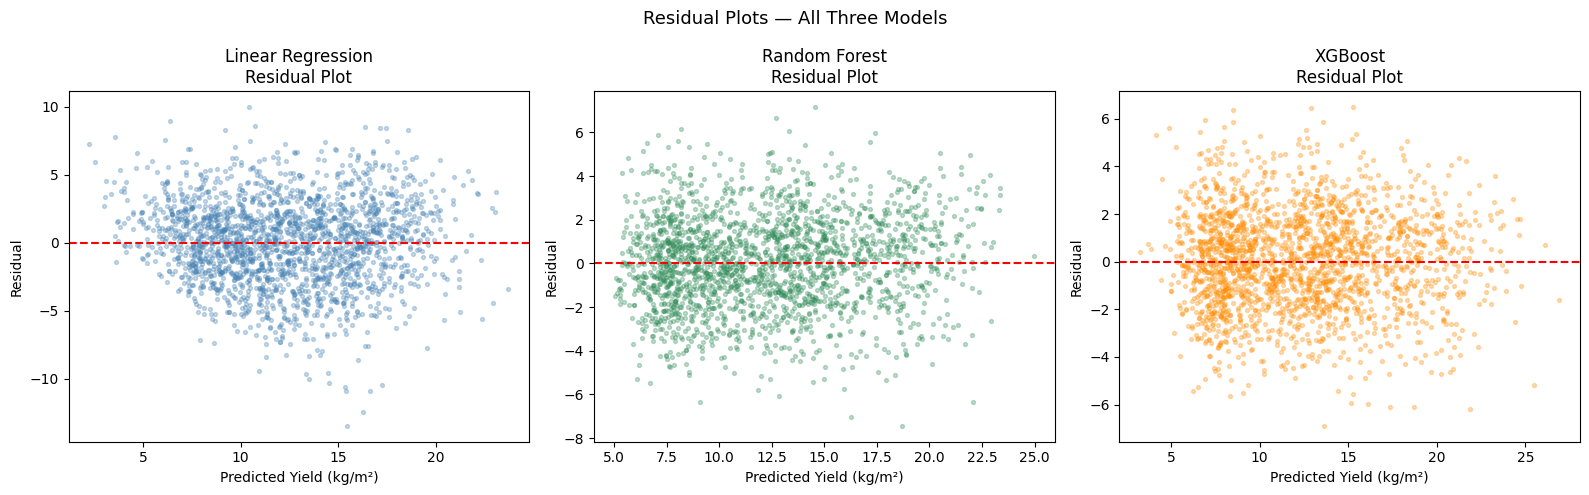 Residual Plots — All Three Models
Linear Regression
Residual Plot
Residual
10
5
0
−5
−10
5
10
15
20
Predicted Yield (kg/m²)
Random Forest
Residual Plot
Residual
6
4
2
0
−2
−4
−6
−8
5.0
7.5
10.0
12.5
15.0
17.5
20.0
22.5
25.0
Predicted Yield (kg/m²)
XGBoost
Residual Plot
Residual
6
4
2
0
−2
−4
−6
5
10
15
20
25
Predicted Yield (kg/m²)